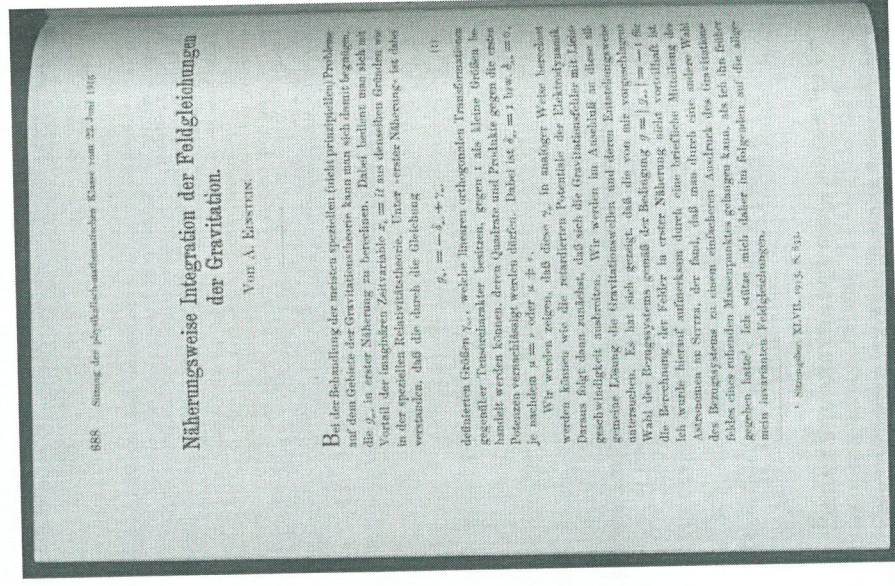 688 Sitzung der physikalisch-mathematischen Klasse vom 22. Juni 1916
Näherungsweise Integration der Feldgleichungen
der Gravitation.
Von A. Einstein.
Bei der Behandlung der meisten speziellen (nicht prinzipiellen) Probleme
auf dem Gebiete der Gravitationstheorie kann man sich damit begnügen,
die g_μν in erster Näherung zu berechnen. Dabei bedient man sich mit
Vorteil der imaginären Zeitvariable x₄ = it aus denselben Gründen wie
in der speziellen Relativitätstheorie. Unter »erster Näherung« ist dabei
verstanden, daß die durch die Gleichung
g_μν = −δ_μν + γ_μν (1)
definierten Größen γ_μν, welche linearen orthogonalen Transformationen
gegenüber Tensorcharakter besitzen, gegen 1 als kleine Größen be-
handelt werden können, deren Quadrate und Produkte gegen die ersten
Potenzen vernachlässigt werden dürfen. Dabei ist δ_μν = 1 bzw. δ_μν = 0,
je nachdem μ = ν oder μ ≠ ν.
Wir werden zeigen, daß diese γ_μν in analoger Weise berechnet
werden können wie die retardierten Potentiale der Elektrodynamik.
Daraus folgt dann zunächst, daß sich die Gravitationsfelder mit Licht-
geschwindigkeit ausbreiten. Wir werden im Anschluß an diese all-
gemeine Lösung die Gravitationswellen und deren Entstehungsweise
untersuchen. Es hat sich gezeigt, daß die von mir vorgeschlagene
Wahl des Bezugssystems gemäß der Bedingung g = |g_μν| = −1 für
die Berechnung der Felder in erster Näherung nicht vorteilhaft ist.
Ich wurde hierauf aufmerksam durch eine briefliche Mitteilung des
Astronomen de Sitter, der fand, daß man durch eine andere Wahl
des Bezugssystems zu einem einfacheren Ausdruck des Gravitations-
feldes eines ruhenden Massenpunktes gelangen kann, als ich ihn früher
gegeben hatte¹. Ich stütze mich daher im folgenden auf die allge-
mein invarianten Feldgleichungen.
¹ Sitzungsber. XLVII, 1915, S. 833.